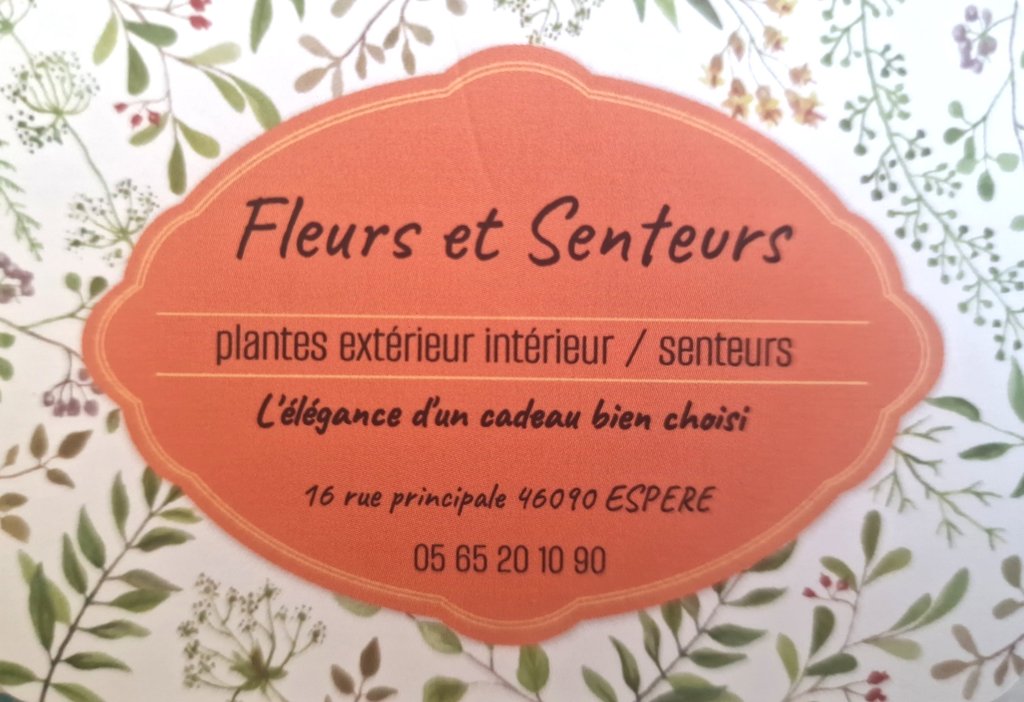 Fleurs et Senteurs
plantes extérieur intérieur / senteurs
L'élégance d'un cadeau bien choisi
16 rue principale 46090 ESPERE
05 65 20 10 90